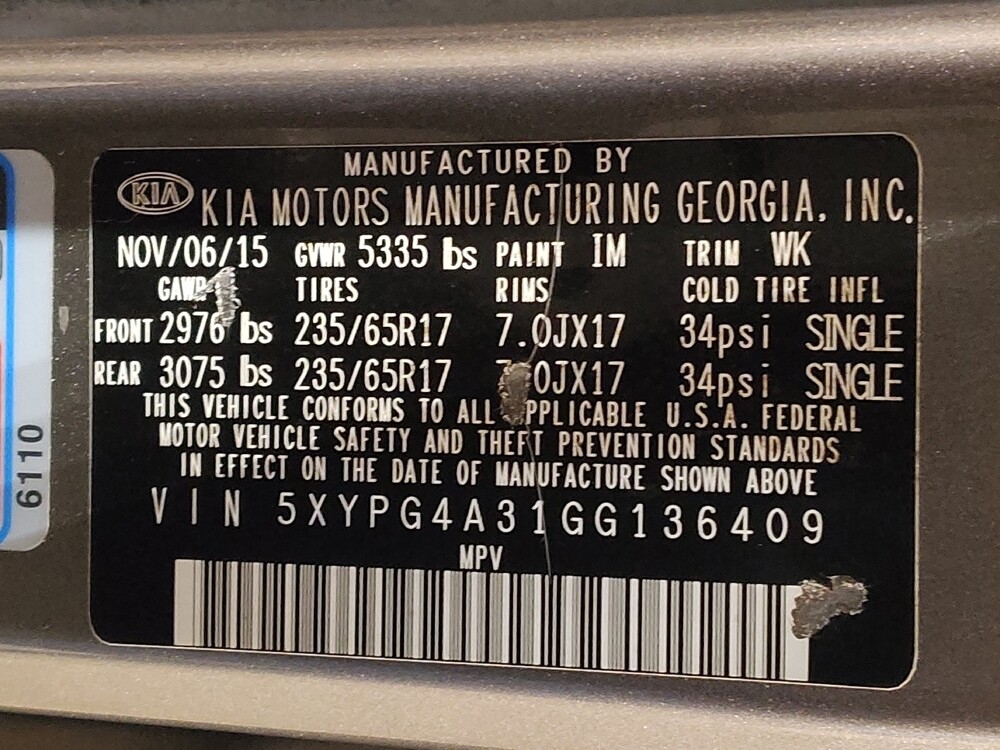 MANUFACTURED BY
KIA KIA MOTORS MANUFACTURING GEORGIA, INC.
NOV/06/15 GVWR 5335 lbs PAINT IM TRIM WK
GAWR TIRES RIMS COLD TIRE INFL
FRONT 2976 lbs 235/65R17 7.0JX17 34psi SINGLE
REAR 3075 lbs 235/65R17 7.0JX17 34psi SINGLE
THIS VEHICLE CONFORMS TO ALL APPLICABLE U.S.A. FEDERAL
MOTOR VEHICLE SAFETY AND THEFT PREVENTION STANDARDS
IN EFFECT ON THE DATE OF MANUFACTURE SHOWN ABOVE
VIN 5XYPG4A31GG136409
MPV
6110